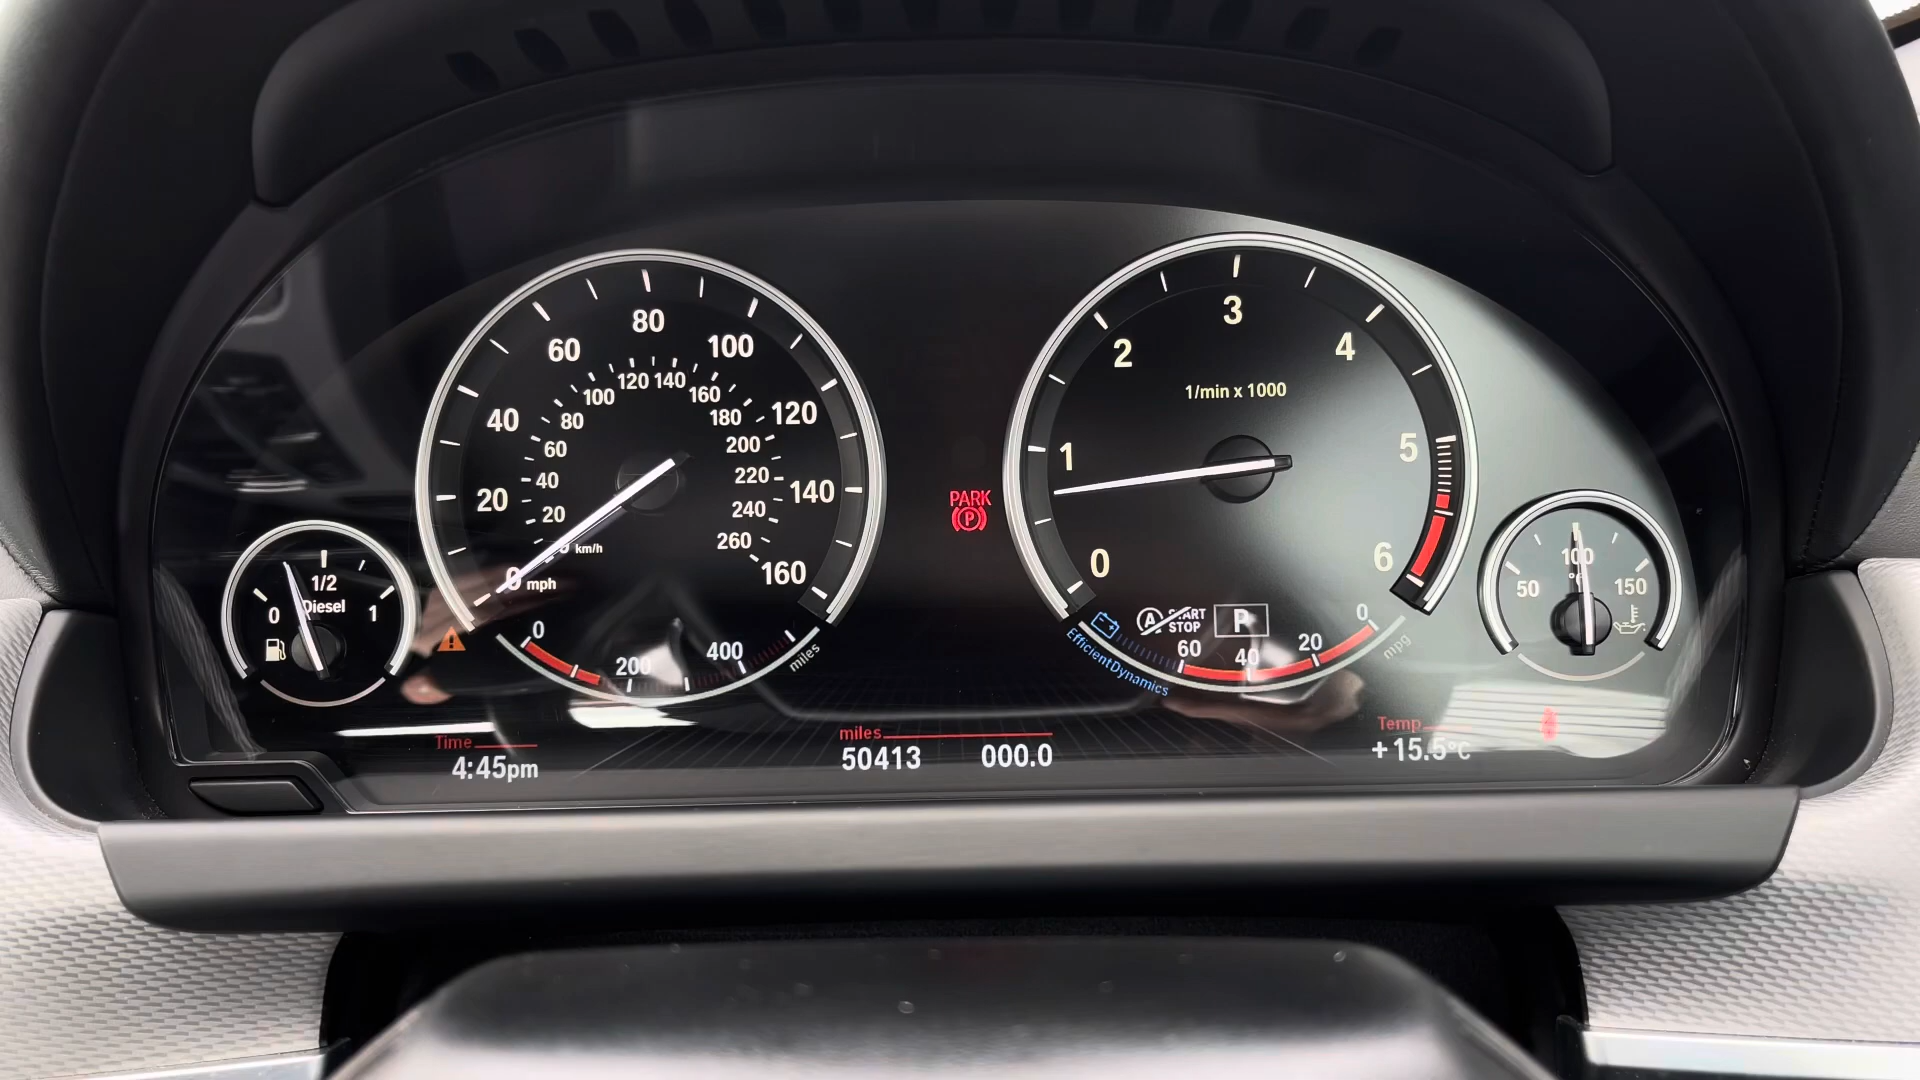 0
20
40
60
80
100
120
140
160
mph
20
40
60
80
100
120
140
160
180
200
220
240
260
km/h
0
1
2
3
4
5
6
1/min x 1000
PARK
P
0
1/2
1
Diesel
50
100
150
0
200
400
miles
A
STOP
P
60
40
20
0
mpg
EfficientDynamics
Time
4:45pm
miles
50413 000.0
Temp
+15.5°C